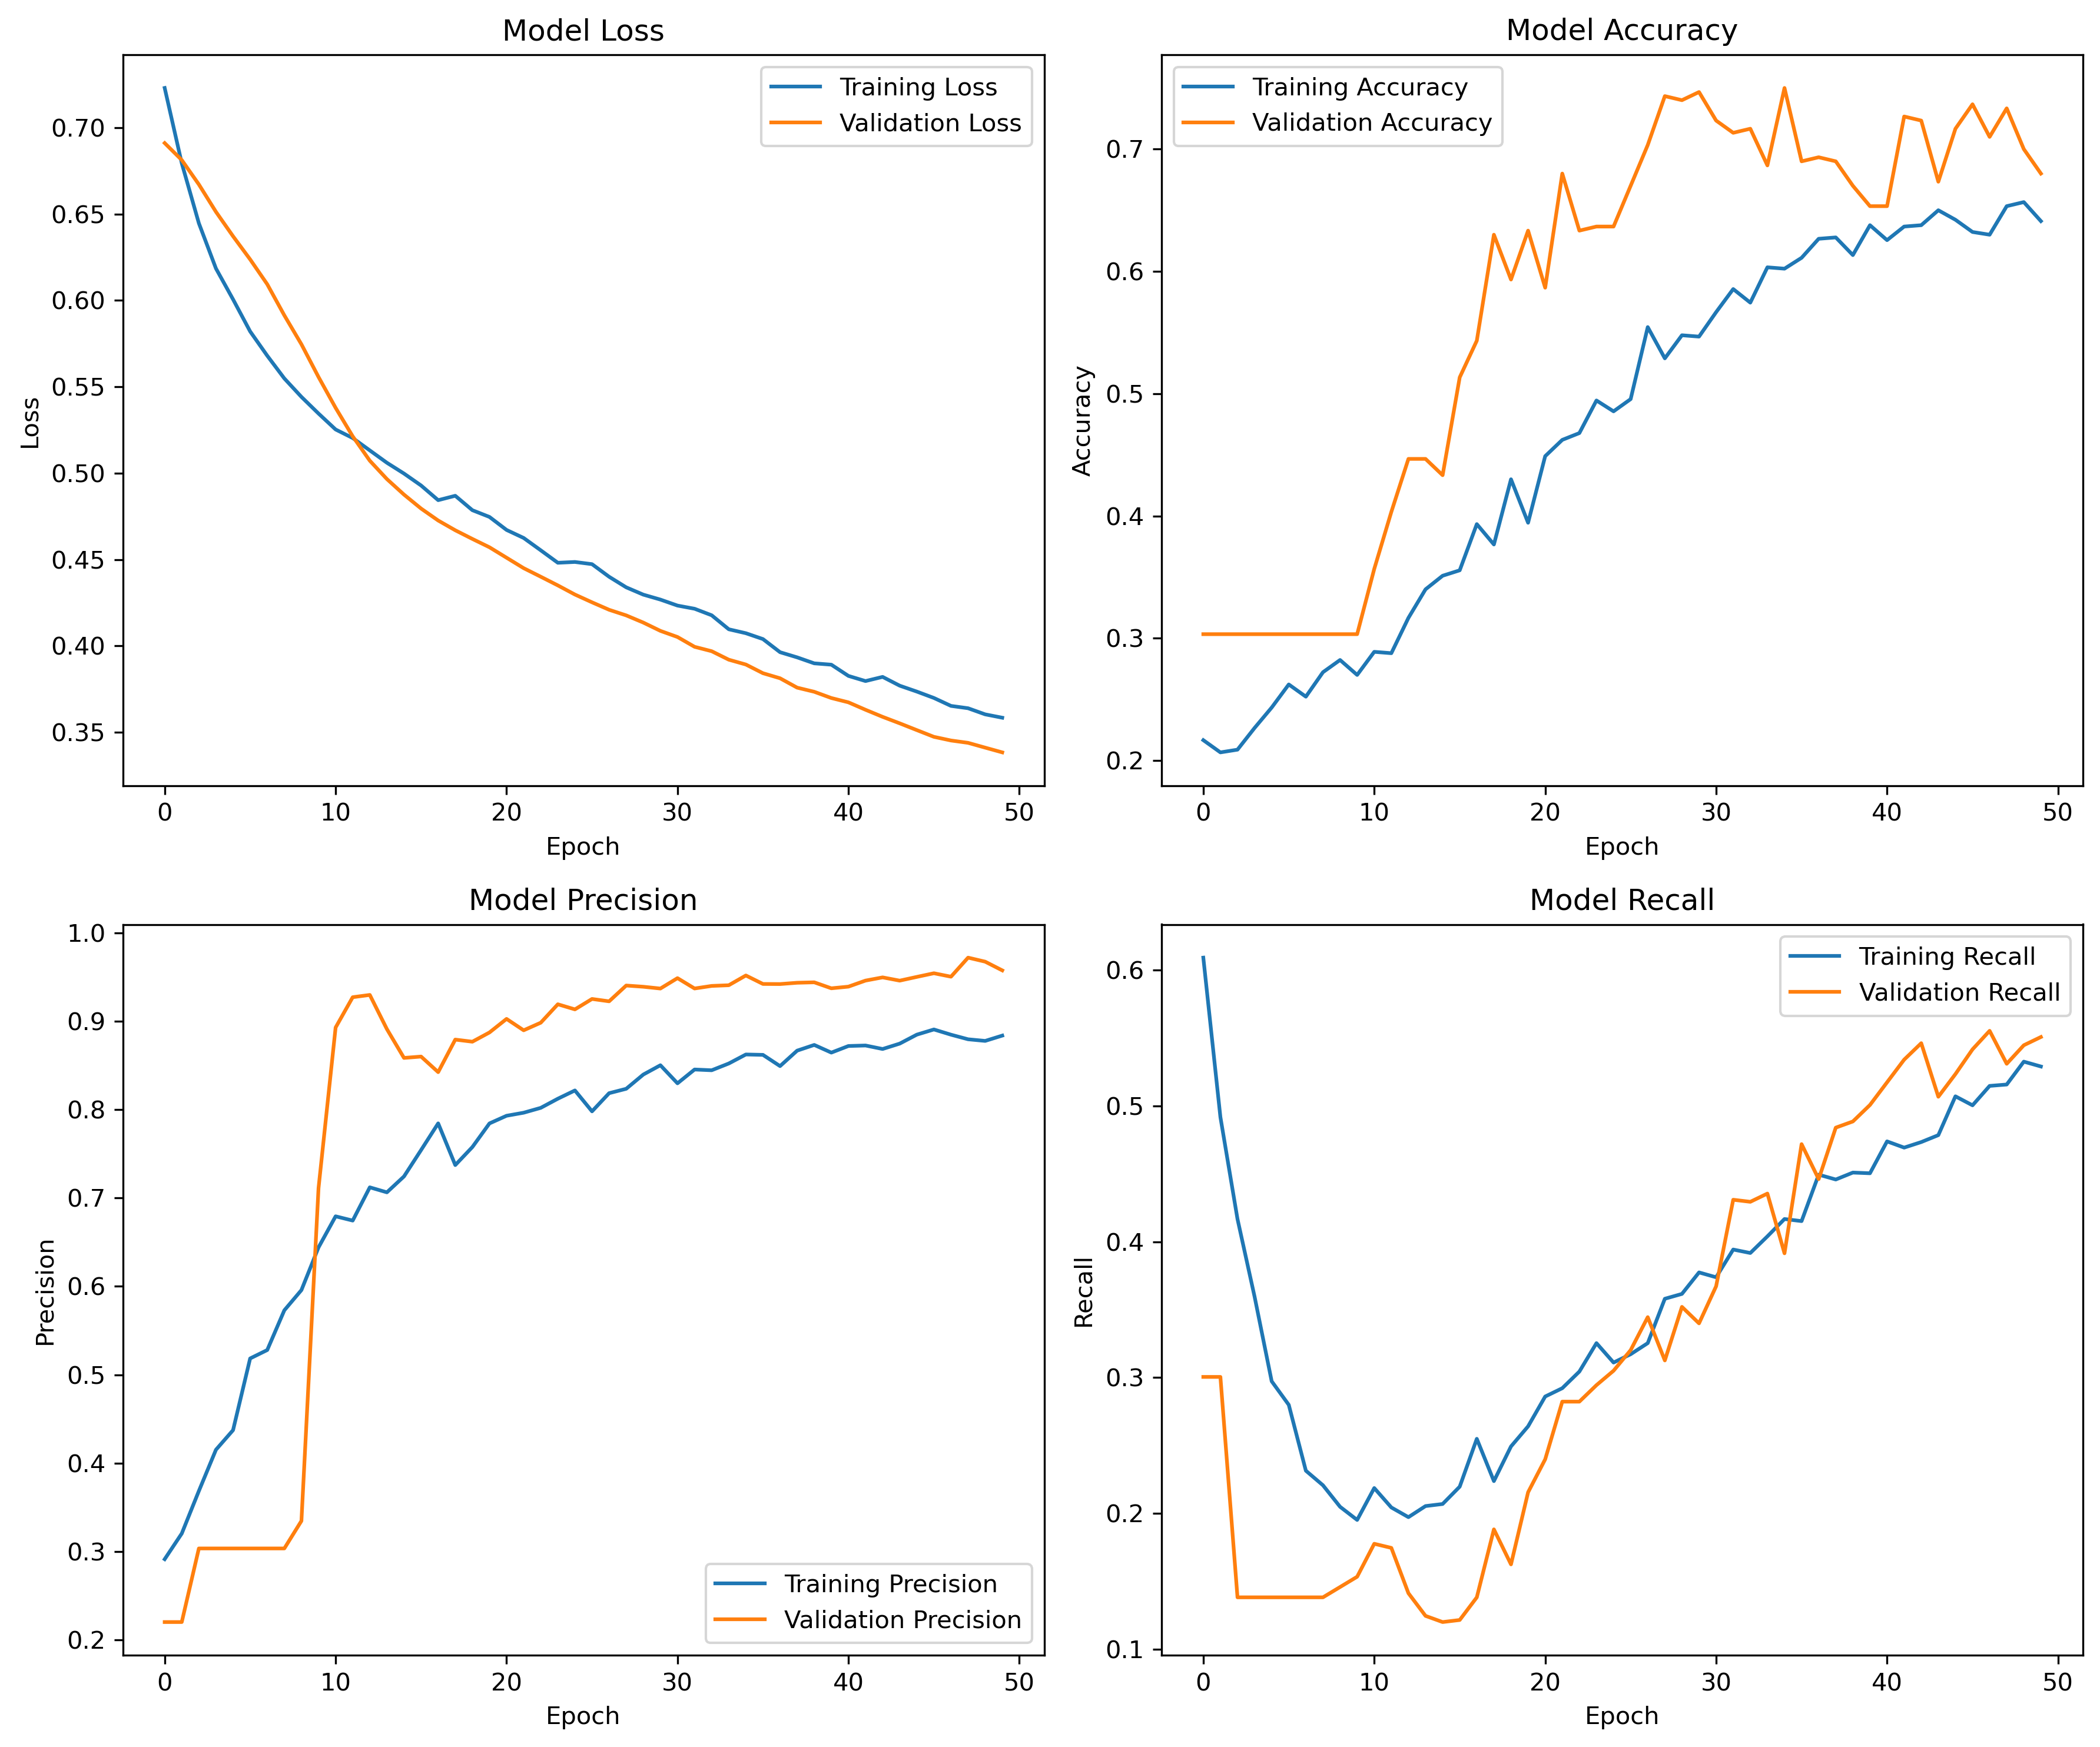 Model Loss
Training Loss
Validation Loss
Loss
0.70
0.65
0.60
0.55
0.50
0.45
0.40
0.35
0 10 20 30 40 50
Epoch
Model Accuracy
Training Accuracy
Validation Accuracy
Accuracy
0.7
0.6
0.5
0.4
0.3
0.2
0 10 20 30 40 50
Epoch
Model Precision
Training Precision
Validation Precision
Precision
1.0
0.9
0.8
0.7
0.6
0.5
0.4
0.3
0.2
0 10 20 30 40 50
Epoch
Model Recall
Training Recall
Validation Recall
Recall
0.6
0.5
0.4
0.3
0.2
0.1
0 10 20 30 40 50
Epoch